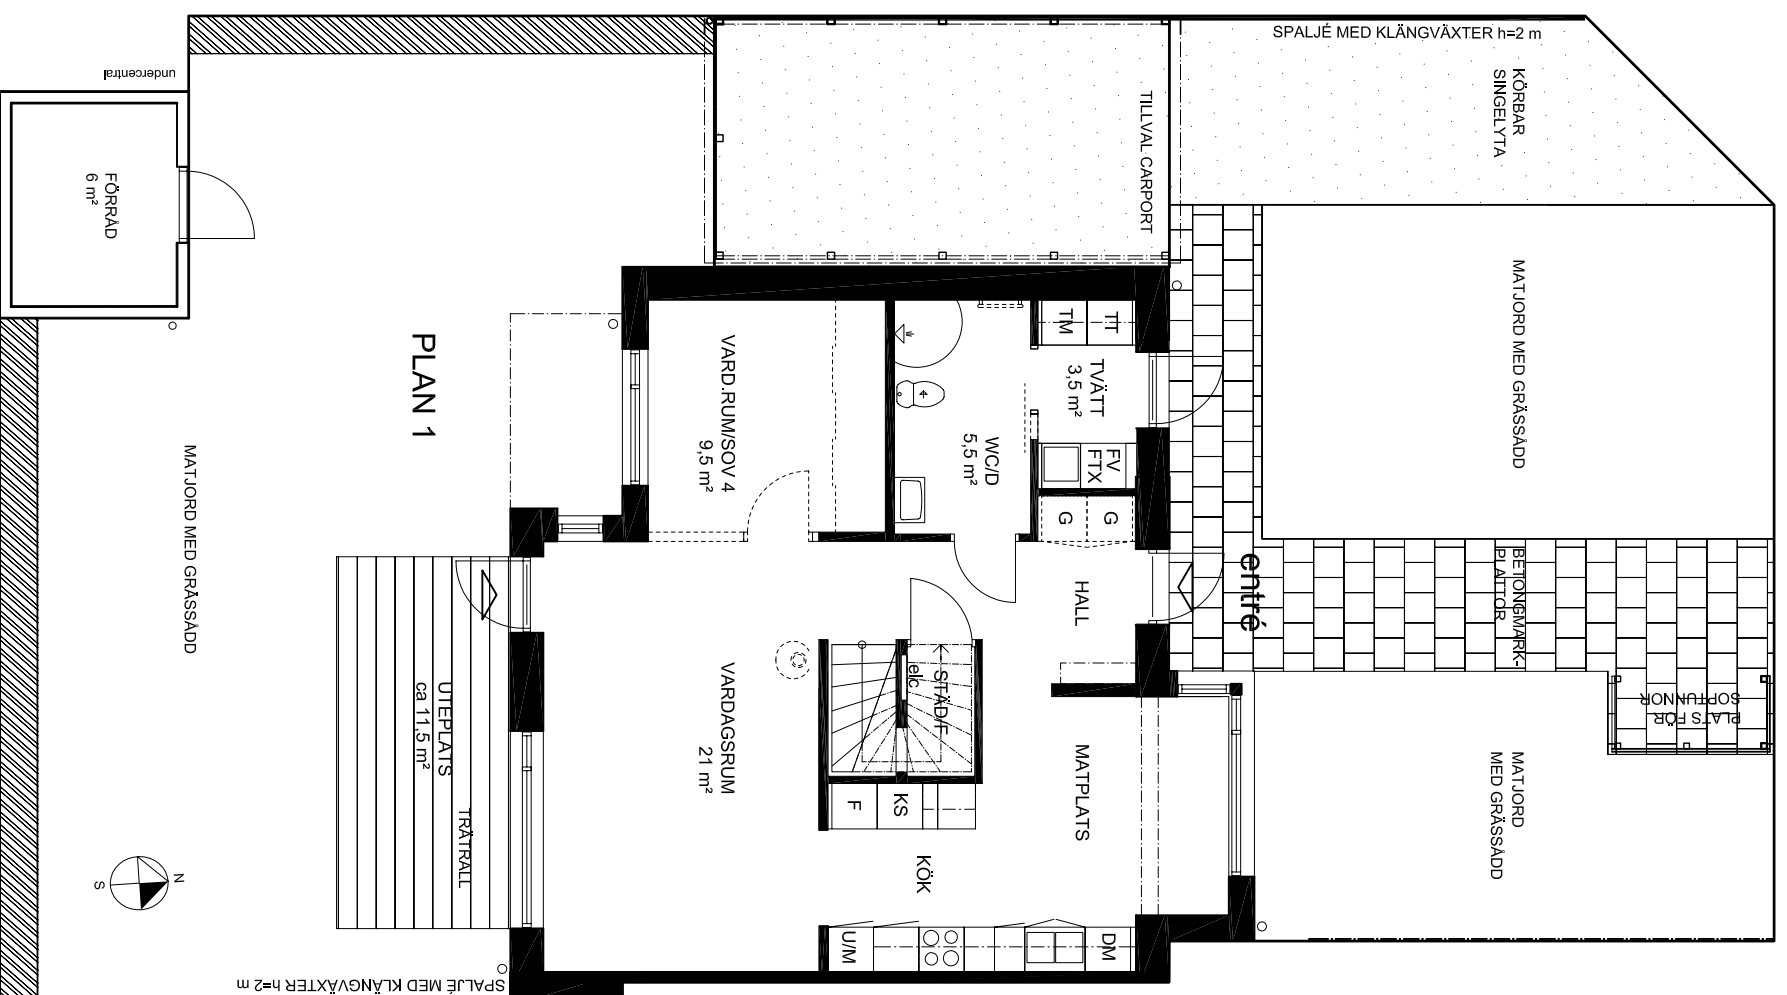 SPALJÉ MED KLÄNGVÄXTER h=2 m
KÖRBAR
SINGELYTA
TILLVAL CARPORT
undercentral
FÖRRÅD
6 m²
MATJORD MED GRÄSSÅDD
PLAN 1
MATJORD MED GRÄSSÅDD
VARD.RUM/SOV 4
9,5 m²
WC/D
5,5 m²
TM
TT
TVÄTT
3,5 m²
FV
FTX
G
G
HALL
entré
BETONGMARK-
PLATTOR
PLATS FÖR
SOPTUNNOR
MATJORD
MED GRÄSSÅDD
STÄD/F
elc
VARDAGSRUM
21 m²
UTEPLATS
ca 11,5 m²
TRÄTRALL
F
KS
KÖK
MATPLATS
U/M
DM
N
S
SPALJÉ MED KLÄNGVÄXTER h=2 m